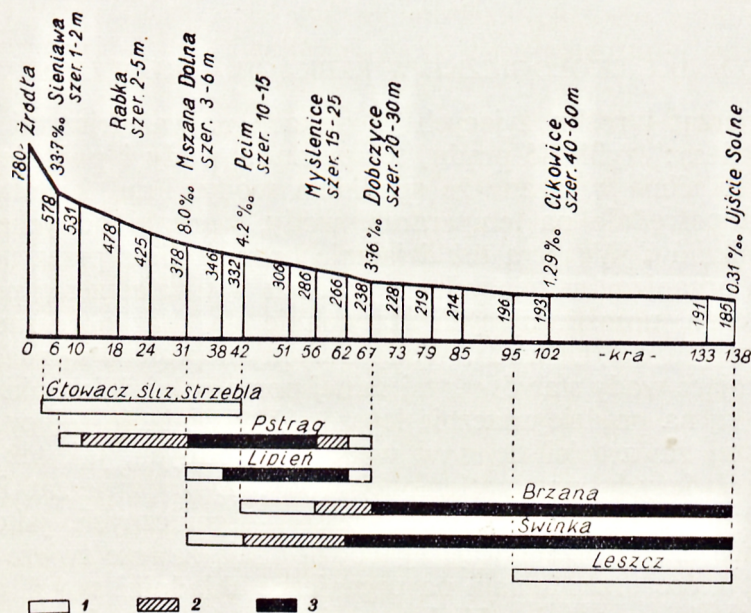 780- Źródła
33·7‰ Sieniawa
szer. 1-2 m
Rabka
szer. 2-5 m
8.0‰ Mszana Dolna
szer. 3-6 m
4.2‰ Pcim
szer. 10-15
Myślenice
szer. 15-25
3·76‰ Dobczyce
szer. 20-30 m
1.29‰ Cikowice
szer. 40-60 m
0.31‰ Ujście Solne
578 531 478 425 378 346 332 306 286 266 238 228 219 214 196 193 191 185
0 6 10 18 24 31 38 42 51 56 62 67 73 79 85 95 102 -kra- 133 138
Głowacz, śliz, strzebla
Pstrąg
Lipień
Brzana
Świnka
Leszcz
1 2 3